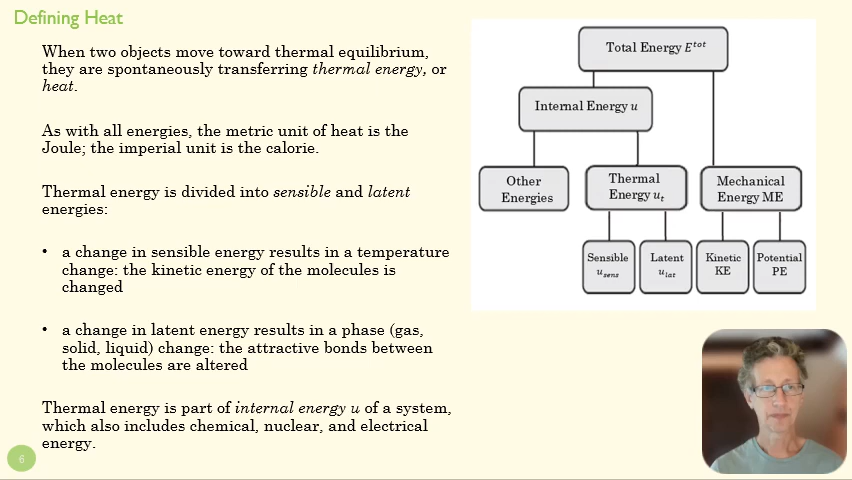 Defining Heat
When two objects move toward thermal equilibrium,
they are spontaneously transferring thermal energy, or
heat.
As with all energies, the metric unit of heat is the
Joule; the imperial unit is the calorie.
Thermal energy is divided into sensible and latent
energies:
• a change in sensible energy results in a temperature
change: the kinetic energy of the molecules is
changed
• a change in latent energy results in a phase (gas,
solid, liquid) change: the attractive bonds between
the molecules are altered
Thermal energy is part of internal energy u of a system,
which also includes chemical, nuclear, and electrical
energy.
6
Total Energy E^tot
Internal Energy u
Other
Energies
Thermal
Energy u_t
Mechanical
Energy ME
Sensible
u_sens
Latent
u_lat
Kinetic
KE
Potential
PE